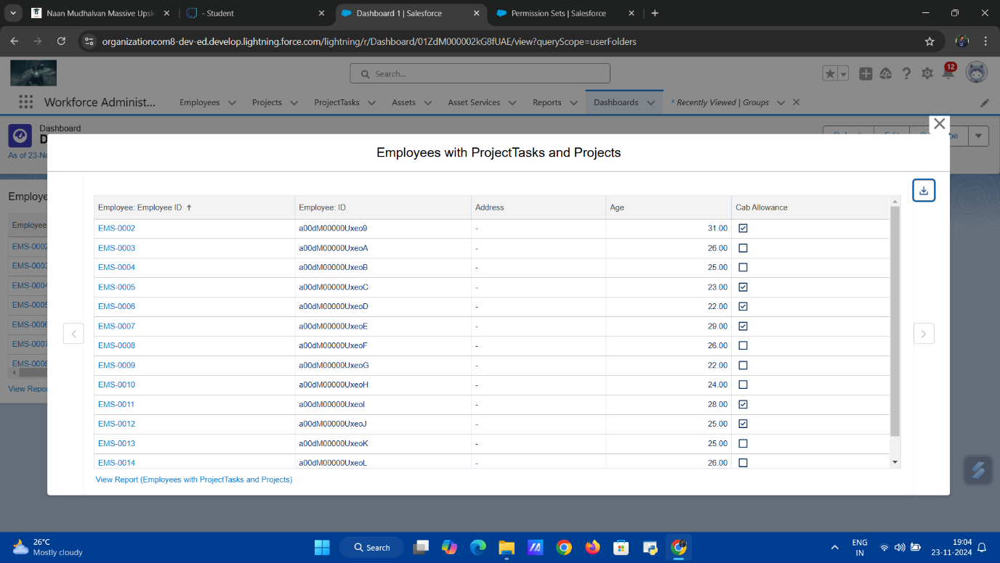 Naan Mudhalvan Massive Upsk
- Student
Dashboard 1 | Salesforce
Permission Sets | Salesforce
organizationcom8-dev-ed.develop.lightning.force.com/lightning/r/Dashboard/01ZdM000002kG8fUAE/view?queryScope=userFolders
Search...
12
Workforce Administ...
Employees
Projects
ProjectTasks
Assets
Asset Services
Reports
Dashboards
* Recently Viewed | Groups
Dashboard
As of 23-No
Employees with ProjectTasks and Projects
Employe
Employee
EMS-0002
EMS-0003
EMS-0004
EMS-0005
EMS-0006
EMS-0007
EMS-0008
View Repor
Employee: Employee ID ↑ Employee: ID Address Age Cab Allowance
EMS-0002 a00dM00000Uxeo9 - 31.00
EMS-0003 a00dM00000UxeoA - 26.00
EMS-0004 a00dM00000UxeoB - 25.00
EMS-0005 a00dM00000UxeoC - 23.00
EMS-0006 a00dM00000UxeoD - 22.00
EMS-0007 a00dM00000UxeoE - 29.00
EMS-0008 a00dM00000UxeoF - 26.00
EMS-0009 a00dM00000UxeoG - 22.00
EMS-0010 a00dM00000UxeoH - 24.00
EMS-0011 a00dM00000UxeoI - 28.00
EMS-0012 a00dM00000UxeoJ - 25.00
EMS-0013 a00dM00000UxeoK - 25.00
EMS-0014 a00dM00000UxeoL - 26.00
View Report (Employees with ProjectTasks and Projects)
26°C
Mostly cloudy
Search
ENG
IN
19:04
23-11-2024